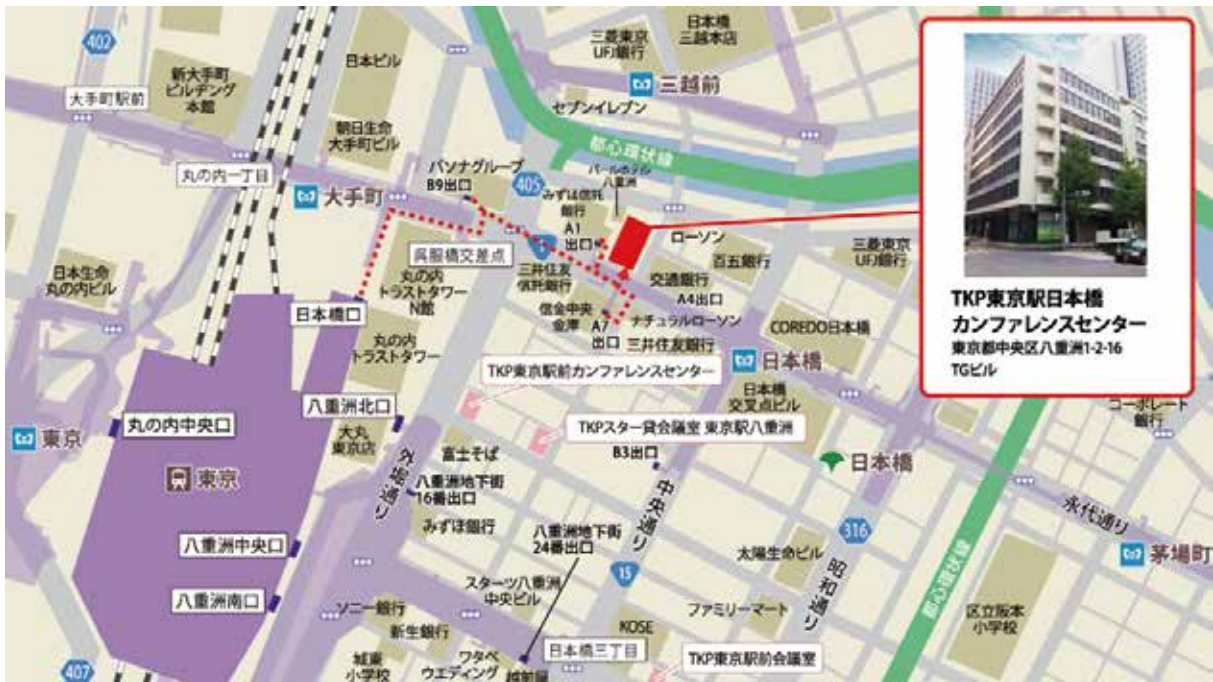 402
新大手町
ビルヂング
本館
日本ビル
三菱東京
UFJ銀行
日本橋
三越本店
三越前
セブンイレブン
大手町駅前
朝日生命
大手町ビル
都心環状線
丸の内一丁目
パソナグループ
B9出口
405
パールホテル
八重洲
みずほ信託
銀行
大手町
A1
出口
ローソン
呉服橋交差点
三井住友
信託銀行
百五銀行
三菱東京
UFJ銀行
日本生命
丸の内ビル
丸の内
トラストタワー
N館
交通銀行
A4出口
日本橋口
信金中央
金庫
A7
出口
ナチュラルローソン
COREDO日本橋
丸の内
トラストタワー
三井住友銀行
日本橋
TKP東京駅前カンファレンスセンター
八重洲北口
日本橋
交叉点ビル
コーポレート
銀行
丸の内中央口
大丸
東京店
TKPスター貸会議室 東京駅八重洲
東京
富士そば
B3出口
日本橋
東京
外堀通り
八重洲地下街
16番出口
中央通り
永代通り
みずほ銀行
八重洲地下街
24番出口
316
八重洲中央口
太陽生命ビル
昭和通り
都心環状線
茅場町
15
スターツ八重洲
中央ビル
八重洲南口
ソニー銀行
ファミリーマート
区立阪本
小学校
新生銀行
KOSE
日本橋三丁目
TKP東京駅前会議室
407
城東
小学校
ワタベ
ウエディング
越前屋
TKP東京駅日本橋
カンファレンスセンター
東京都中央区八重洲1-2-16
TGビル